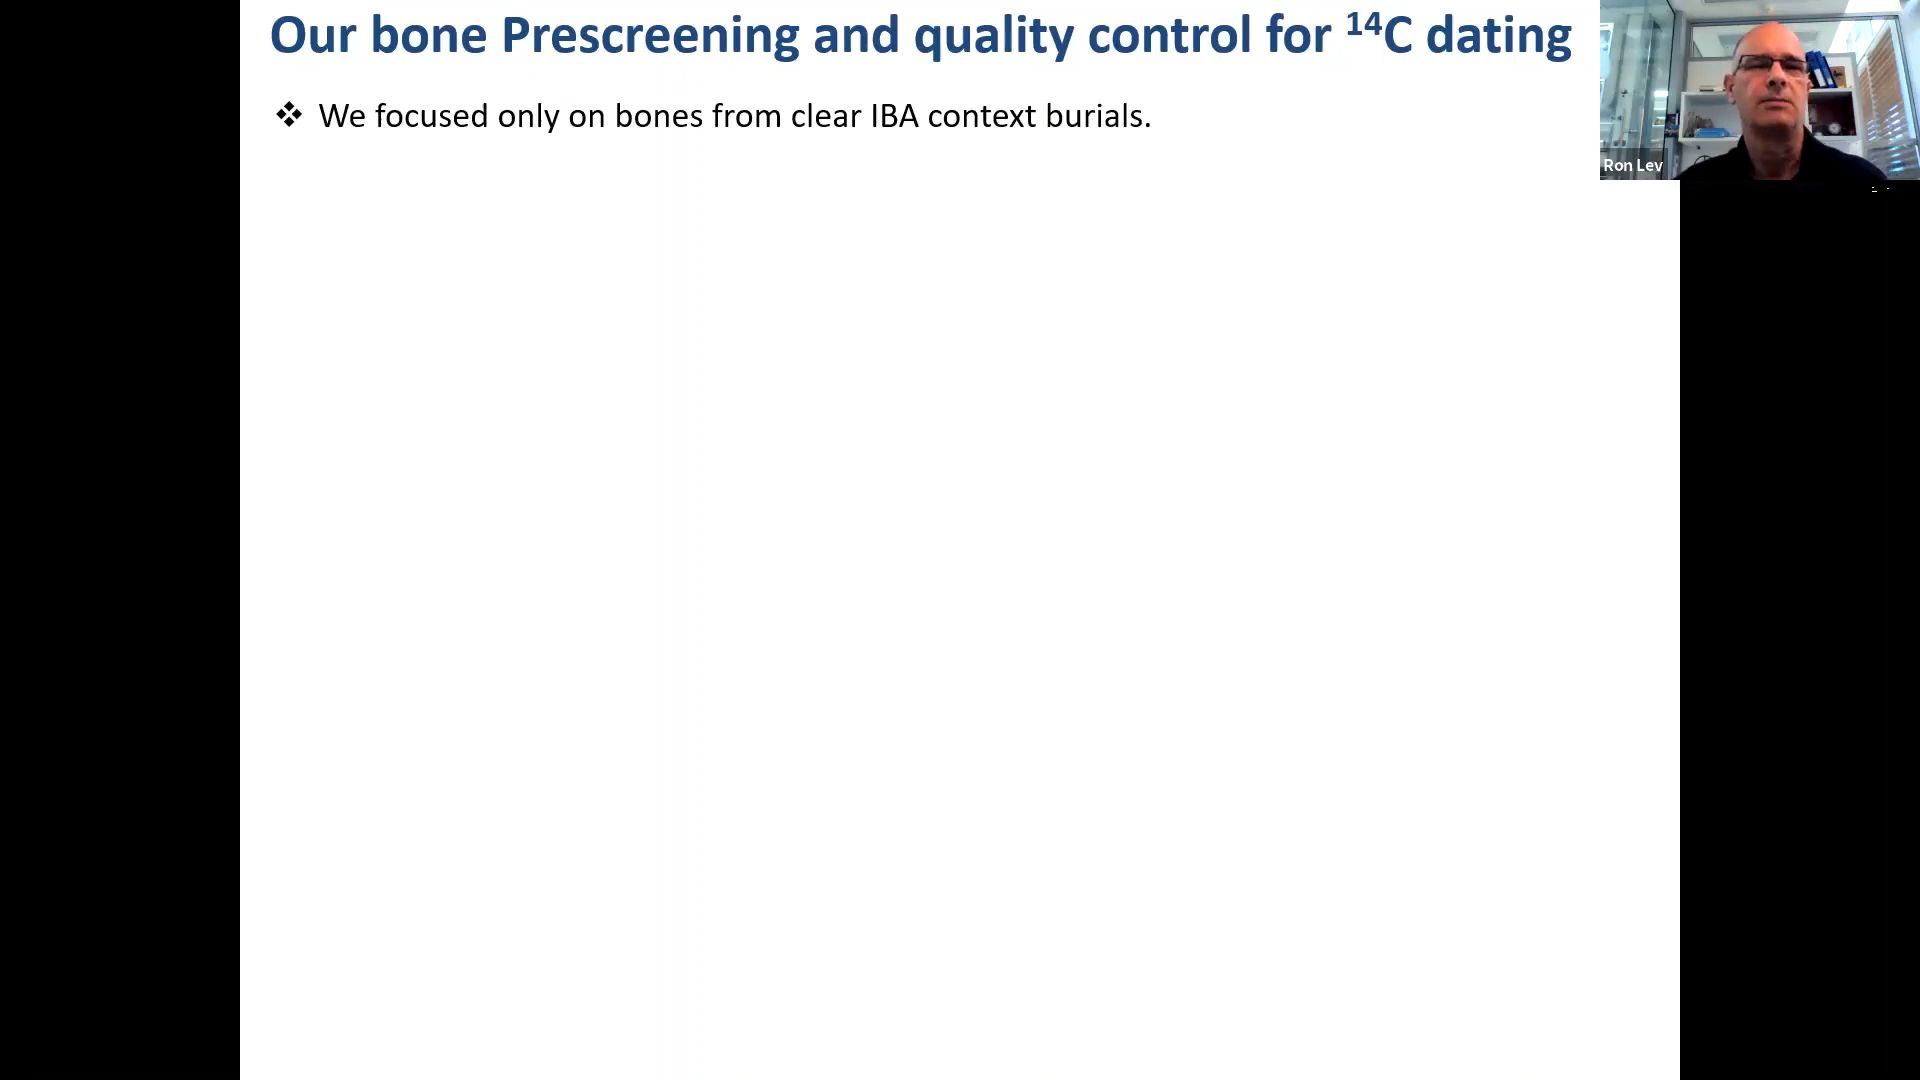 Our bone Prescreening and quality control for ¹⁴C dating
❖ We focused only on bones from clear IBA context burials.
Ron Lev